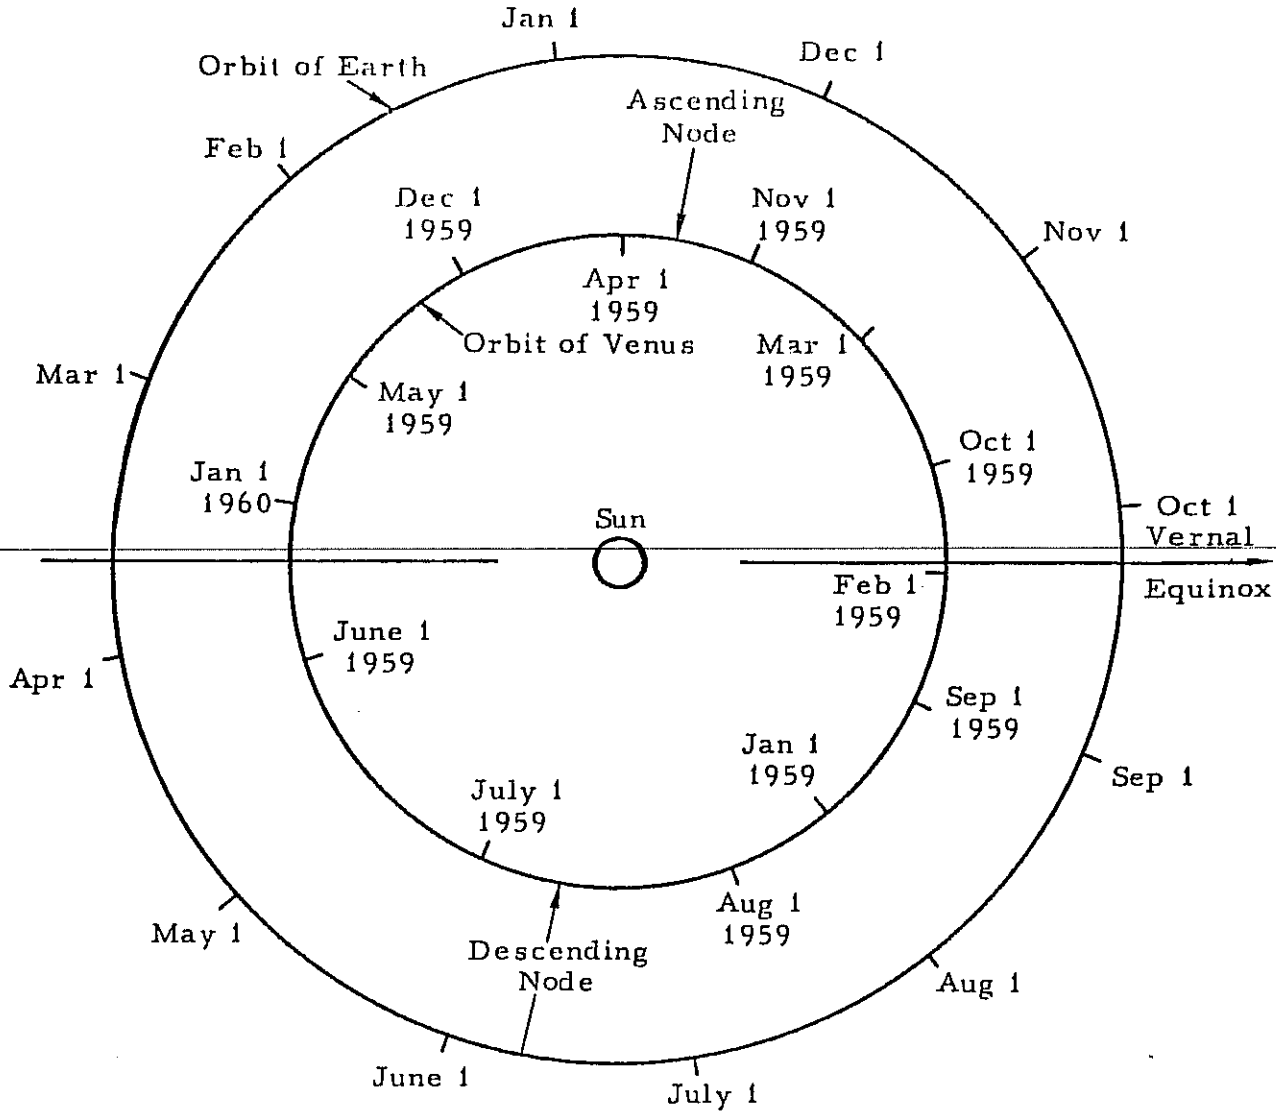 Jan 1
Dec 1
Orbit of Earth
Ascending
Node
Feb 1
Dec 1
1959
Nov 1
1959
Nov 1
Apr 1
1959
Orbit of Venus
Mar 1
1959
Mar 1
May 1
1959
Oct 1
1959
Jan 1
1960
Oct 1
Sun
Vernal
Equinox
Feb 1
1959
June 1
1959
Apr 1
Sep 1
1959
Jan 1
1959
Sep 1
July 1
1959
Aug 1
1959
May 1
Descending
Node
Aug 1
June 1
July 1